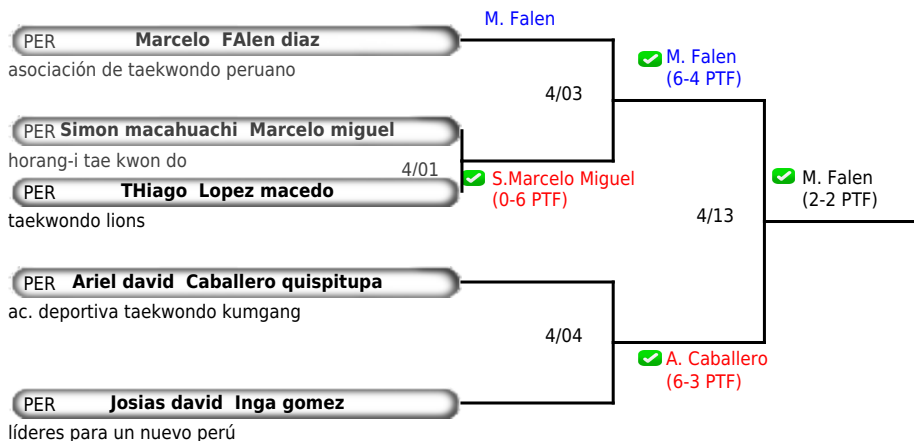 M. Falen
PER Marcelo FAlen diaz
asociación de taekwondo peruano
M. Falen
(6-4 PTF)
4/03
PER Simon macahuachi Marcelo miguel
horang-i tae kwon do
4/01
S.Marcelo Miguel
(0-6 PTF)
PER THiago Lopez macedo
taekwondo lions
M. Falen
(2-2 PTF)
4/13
PER Ariel david Caballero quispitupa
ac. deportiva taekwondo kumgang
4/04
A. Caballero
(6-3 PTF)
PER Josias david Inga gomez
líderes para un nuevo perú